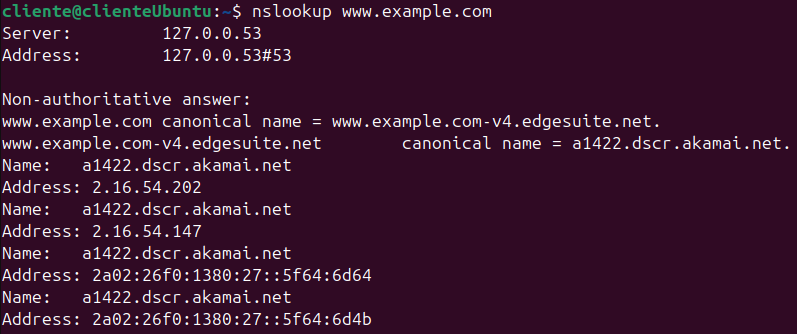 cliente@clienteUbuntu:~$ nslookup www.example.com
Server:         127.0.0.53
Address:        127.0.0.53#53

Non-authoritative answer:
www.example.com canonical name = www.example.com-v4.edgesuite.net.
www.example.com-v4.edgesuite.net        canonical name = a1422.dscr.akamai.net.
Name:   a1422.dscr.akamai.net
Address: 2.16.54.202
Name:   a1422.dscr.akamai.net
Address: 2.16.54.147
Name:   a1422.dscr.akamai.net
Address: 2a02:26f0:1380:27::5f64:6d64
Name:   a1422.dscr.akamai.net
Address: 2a02:26f0:1380:27::5f64:6d4b